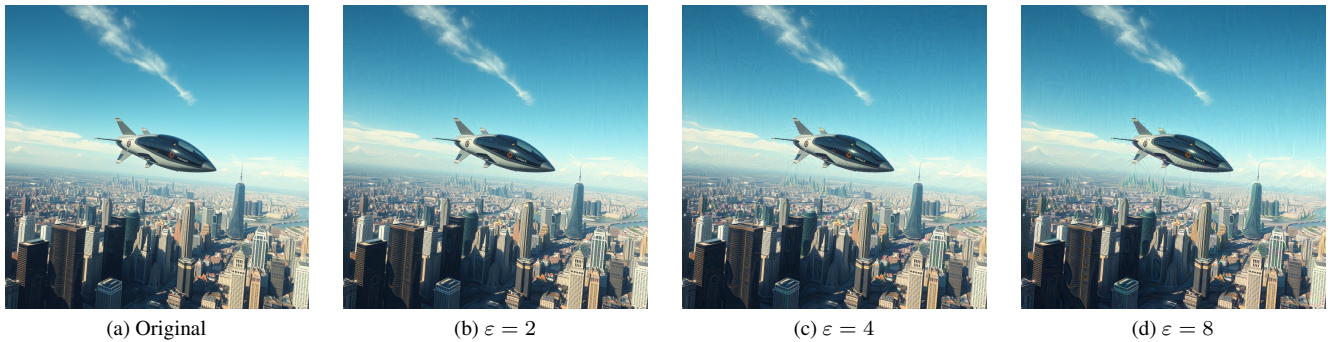 (a) Original
(b) ε = 2
(c) ε = 4
(d) ε = 8